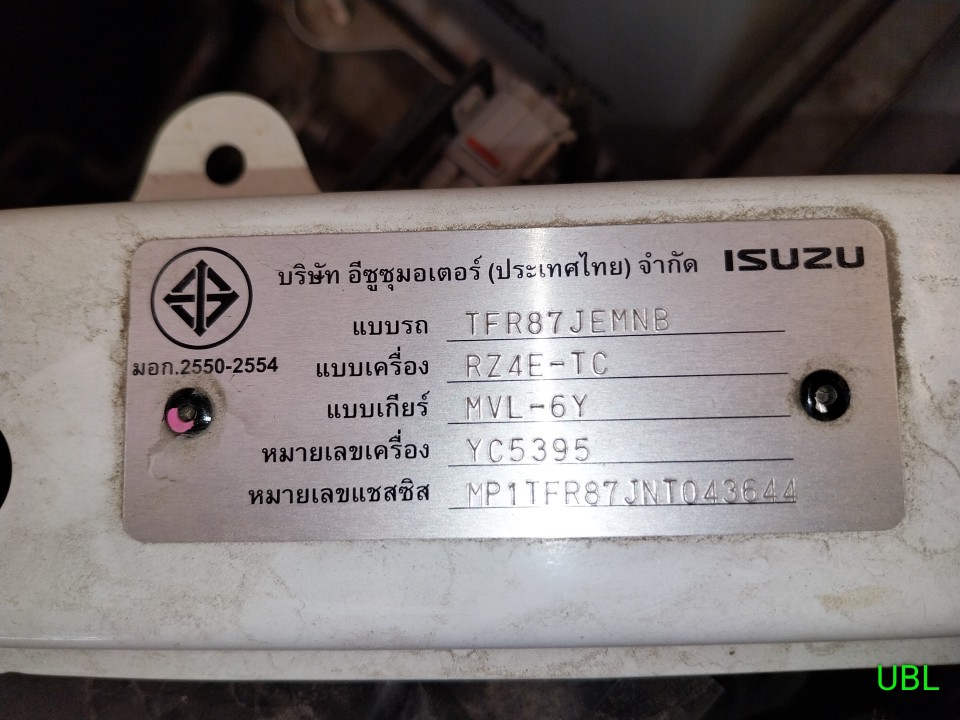 บริษัท อีซูซุมอเตอร์ (ประเทศไทย) จำกัด ISUZU
แบบรถ TFR87JEMNB
มอก.2550-2554
แบบเครื่อง RZ4E-TC
แบบเกียร์ MVL-6Y
หมายเลขเครื่อง YC5395
หมายเลขแชสซิส MP1TFR87JNT043644
UBL